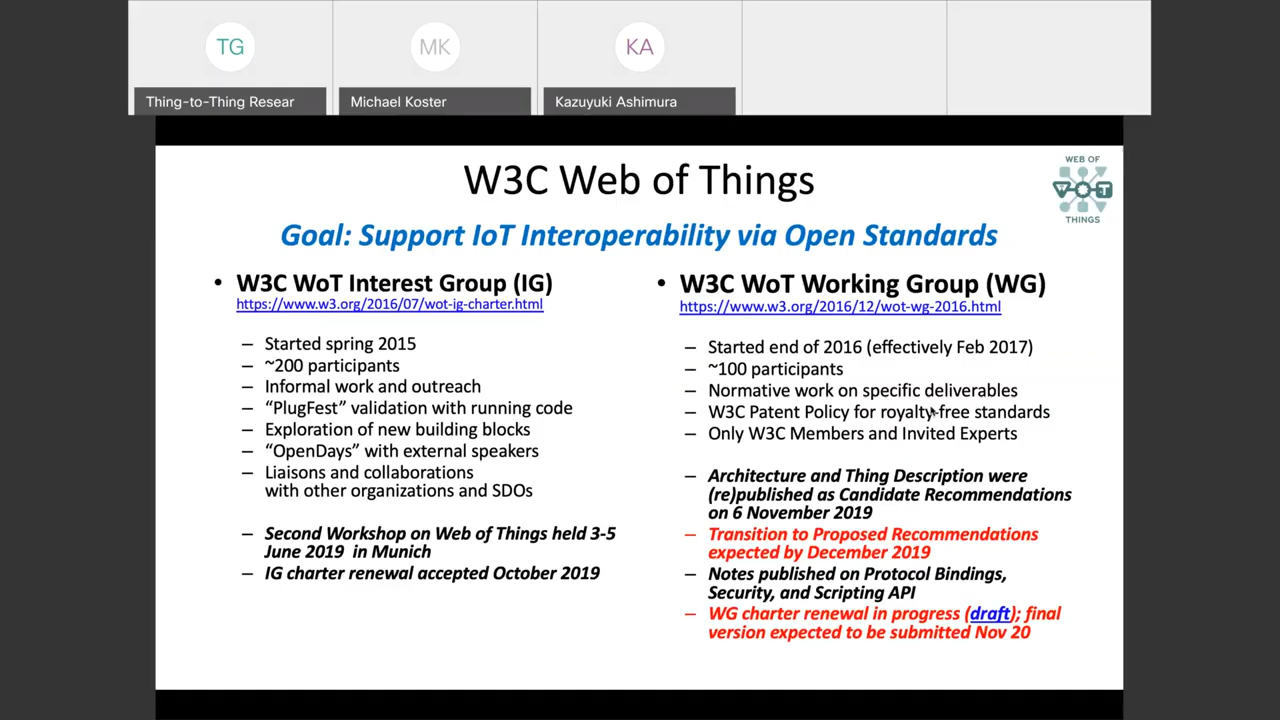 TG
MK
KA
Thing-to-Thing Resear
Michael Koster
Kazuyuki Ashimura
W3C Web of Things
WEB OF
W T
THINGS
Goal: Support IoT Interoperability via Open Standards
• W3C WoT Interest Group (IG)
https://www.w3.org/2016/07/wot-ig-charter.html
– Started spring 2015
– ~200 participants
– Informal work and outreach
– “PlugFest” validation with running code
– Exploration of new building blocks
– “OpenDays” with external speakers
– Liaisons and collaborations
with other organizations and SDOs
– Second Workshop on Web of Things held 3-5
June 2019 in Munich
– IG charter renewal accepted October 2019
• W3C WoT Working Group (WG)
https://www.w3.org/2016/12/wot-wg-2016.html
– Started end of 2016 (effectively Feb 2017)
– ~100 participants
– Normative work on specific deliverables
– W3C Patent Policy for royalty-free standards
– Only W3C Members and Invited Experts
– Architecture and Thing Description were
(re)published as Candidate Recommendations
on 6 November 2019
– Transition to Proposed Recommendations
expected by December 2019
– Notes published on Protocol Bindings,
Security, and Scripting API
– WG charter renewal in progress (draft); final
version expected to be submitted Nov 20